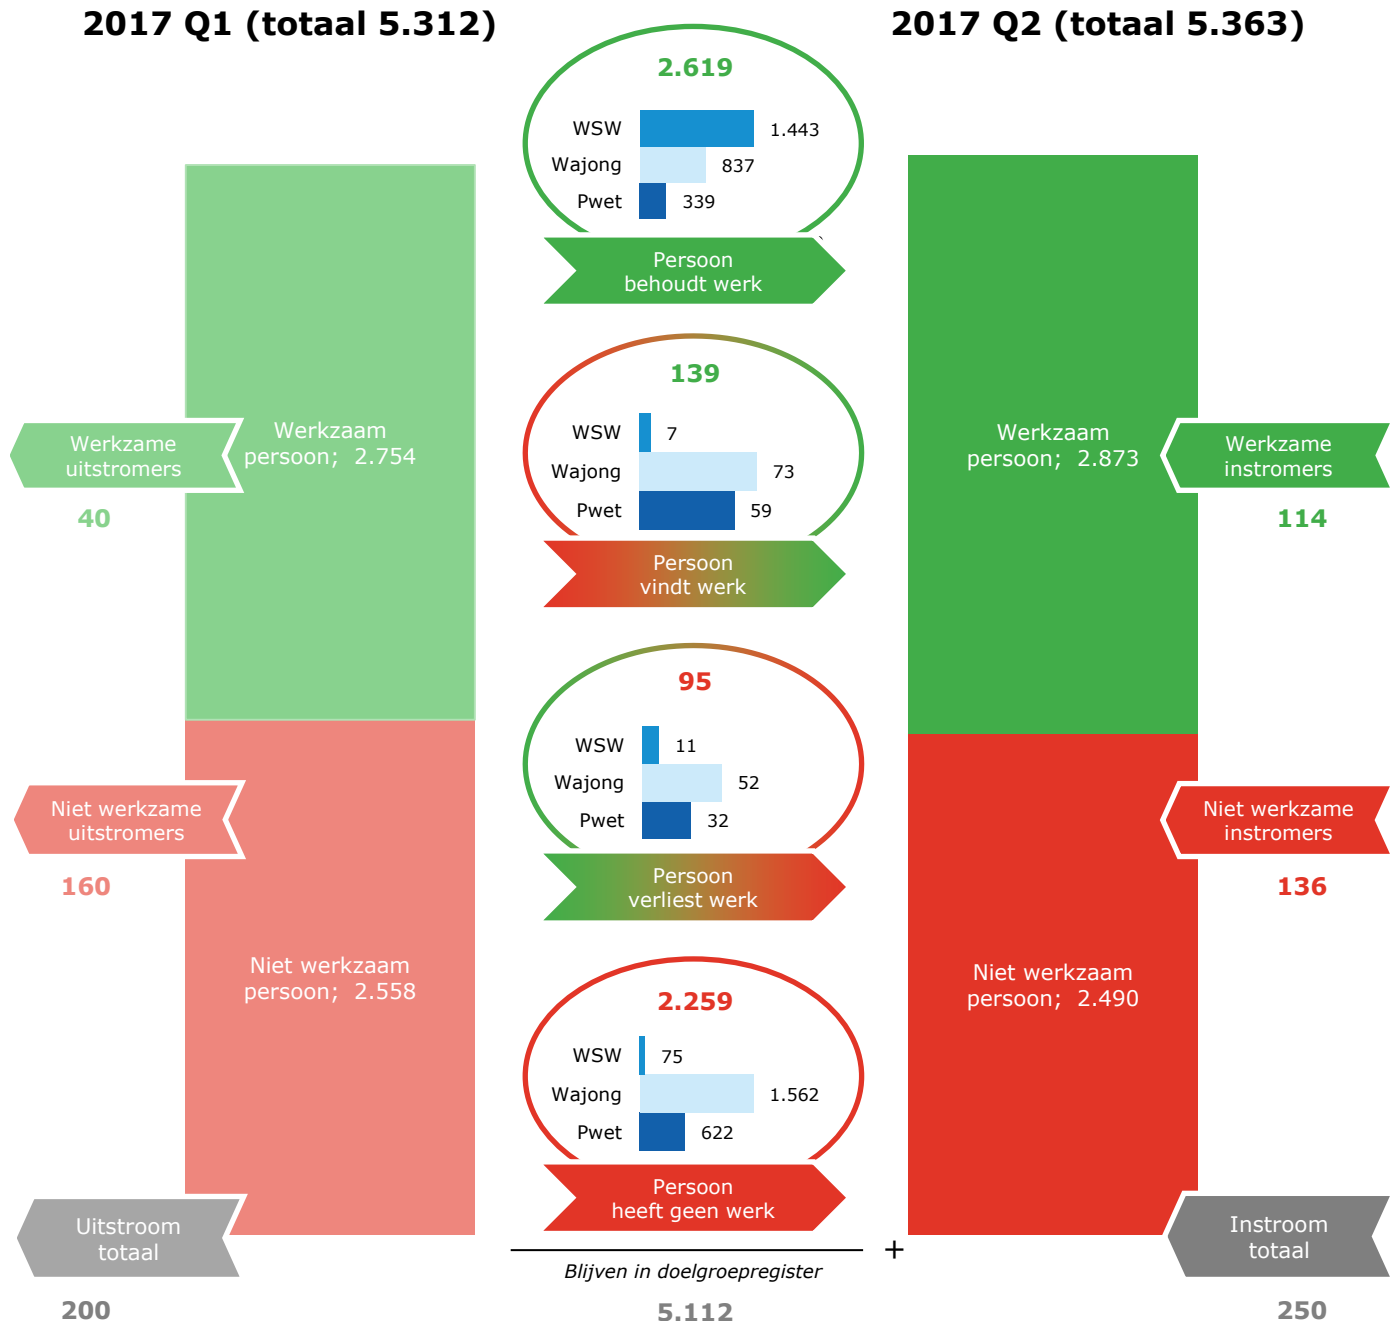 2017 Q1 (totaal 5.312)
2017 Q2 (totaal 5.363)
2.619
WSW 1.443
Wajong 837
Pwet 339
Persoon
behoudt werk
139
WSW 7
Wajong 73
Pwet 59
Persoon
vindt werk
95
WSW 11
Wajong 52
Pwet 32
Persoon
verliest werk
2.259
WSW 75
Wajong 1.562
Pwet 622
Persoon
heeft geen werk
+
Blijven in doelgroepregister
5.112
Werkzaam
persoon; 2.754
Werkzame
uitstromers
40
Niet werkzame
uitstromers
160
Niet werkzaam
persoon; 2.558
Uitstroom
totaal
200
Werkzaam
persoon; 2.873
Werkzame
instromers
114
Niet werkzame
instromers
136
Niet werkzaam
persoon; 2.490
Instroom
totaal
250